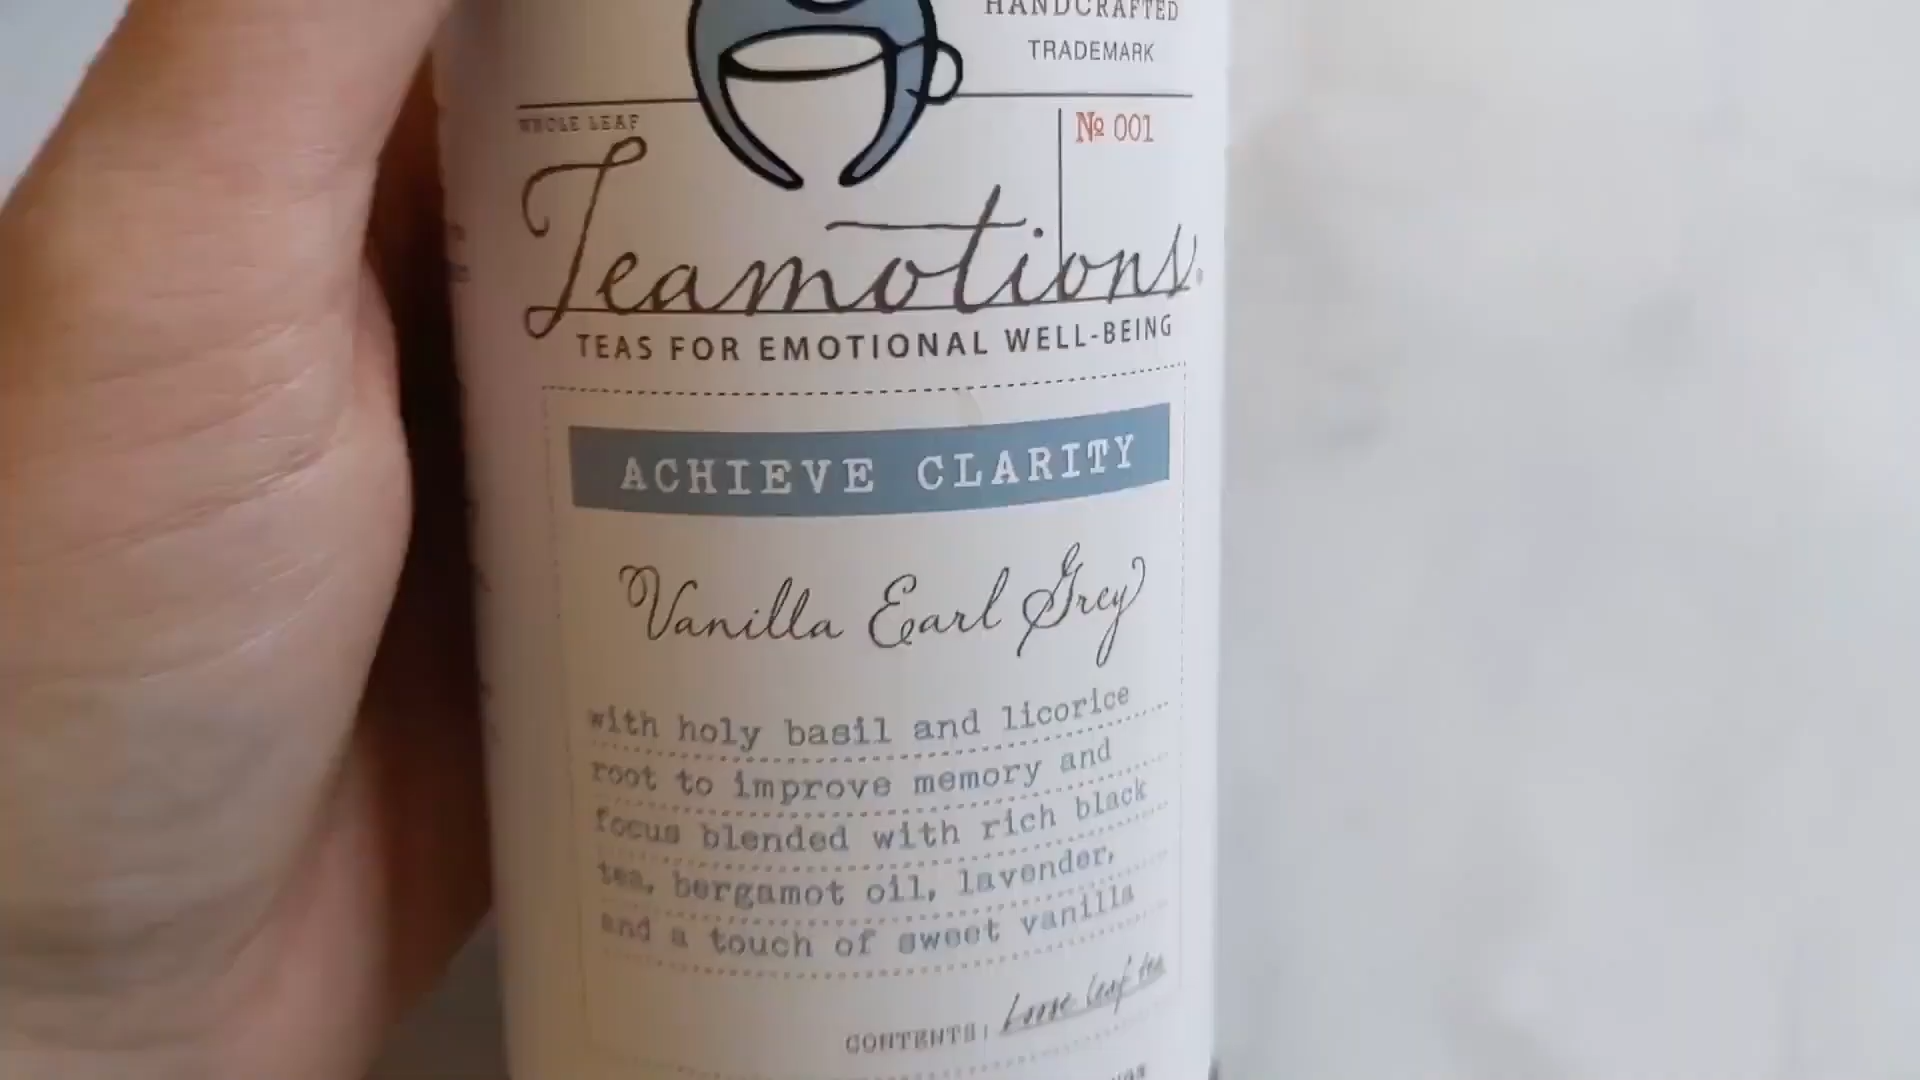 HANDCRAFTED
TRADEMARK
WHOLE LEAF
№ 001
Teamotions
TEAS FOR EMOTIONAL WELL-BEING
ACHIEVE CLARITY
Vanilla Earl Grey
with holy basil and licorice
root to improve memory and
focus blended with rich black
tea, bergamot oil, lavender,
and a touch of sweet vanilla
CONTENTS: Loose leaf tea